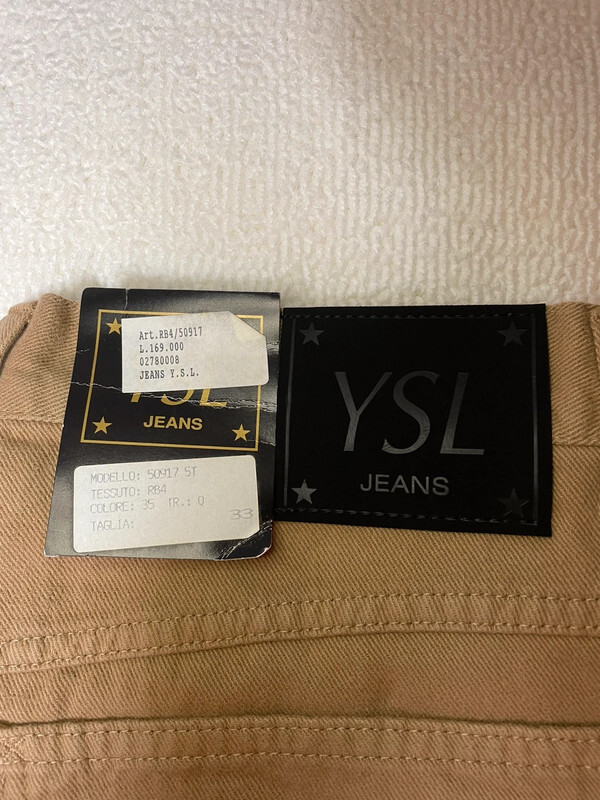 Art.RB4/50917
L.169.000
02780008
JEANS Y.S.L.
YSL
JEANS
MODELLO: 50917 ST
TESSUTO: RB4
COLORE: 35 TR.: 0
TAGLIA: 33
YSL
JEANS